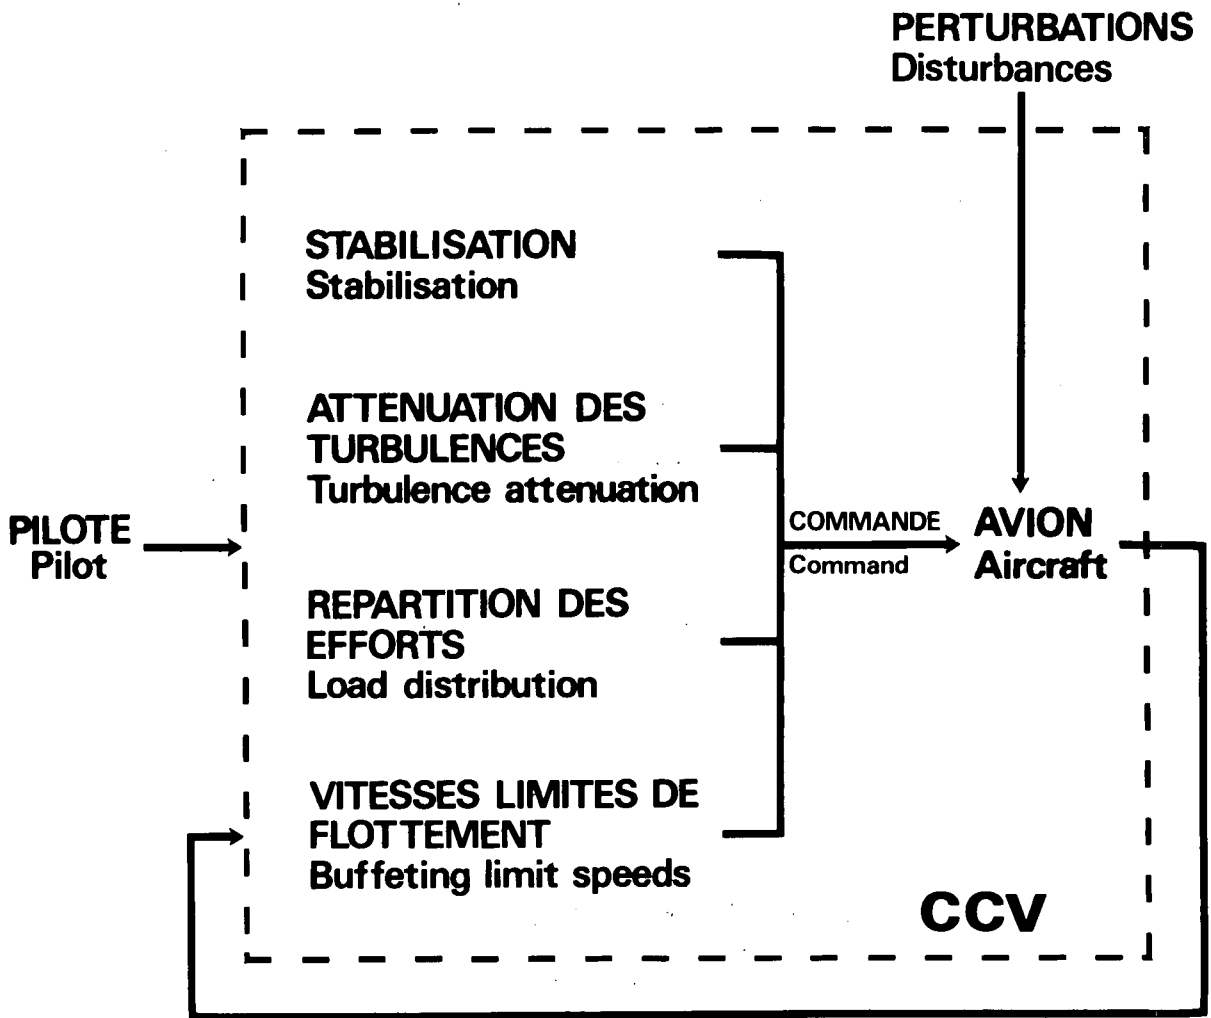 PERTURBATIONS
Disturbances
STABILISATION
Stabilisation
ATTENUATION DES
TURBULENCES
Turbulence attenuation
PILOTE
Pilot
COMMANDE
Command
AVION
Aircraft
REPARTITION DES
EFFORTS
Load distribution
VITESSES LIMITES DE
FLOTTEMENT
Buffeting limit speeds
CCV